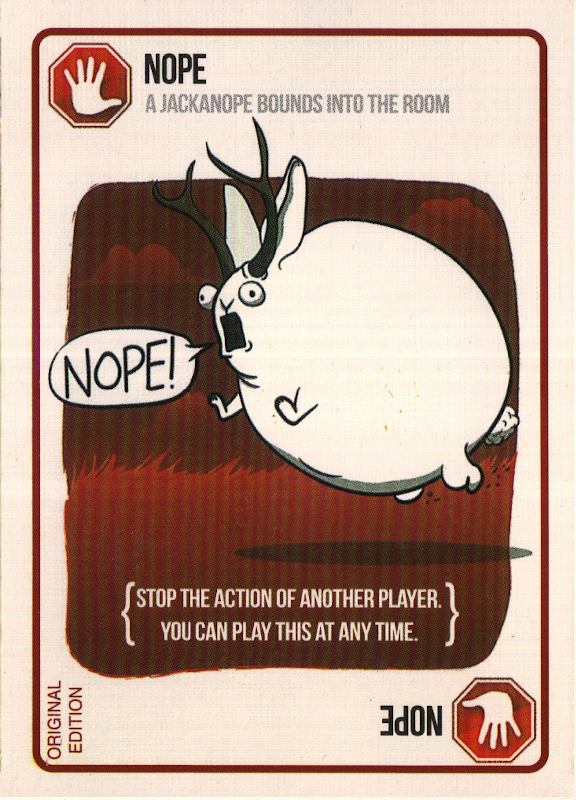 NOPE
A JACKANOPE BOUNDS INTO THE ROOM
NOPE!
STOP THE ACTION OF ANOTHER PLAYER.
YOU CAN PLAY THIS AT ANY TIME.
ORIGINAL
EDITION
NOPE